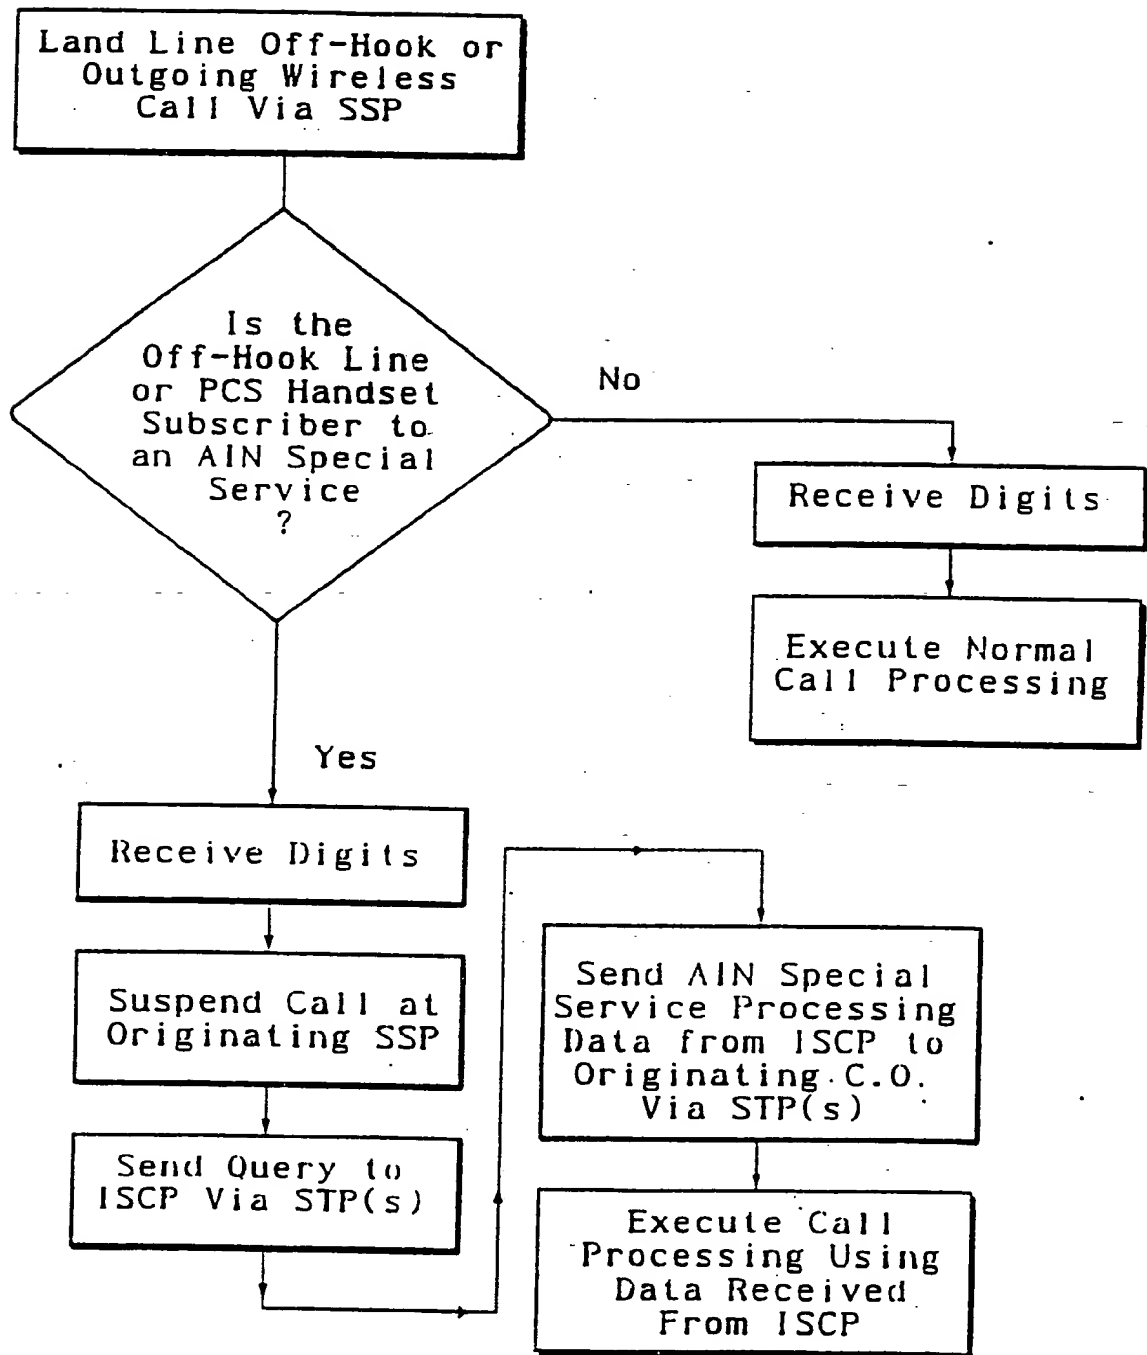 Land Line Off-Hook or
Outgoing Wireless
Call Via SSP
Is the
Off-Hook Line
or PCS Handset
Subscriber to
an AIN Special
Service
?
No
Receive Digits
Execute Normal
Call Processing
Yes
Receive Digits
Suspend Call at
Originating SSP
Send Query to
ISCP Via STP(s)
Send AIN Special
Service Processing
Data from ISCP to
Originating C.O.
Via STP(s)
Execute Call
Processing Using
Data Received
From ISCP